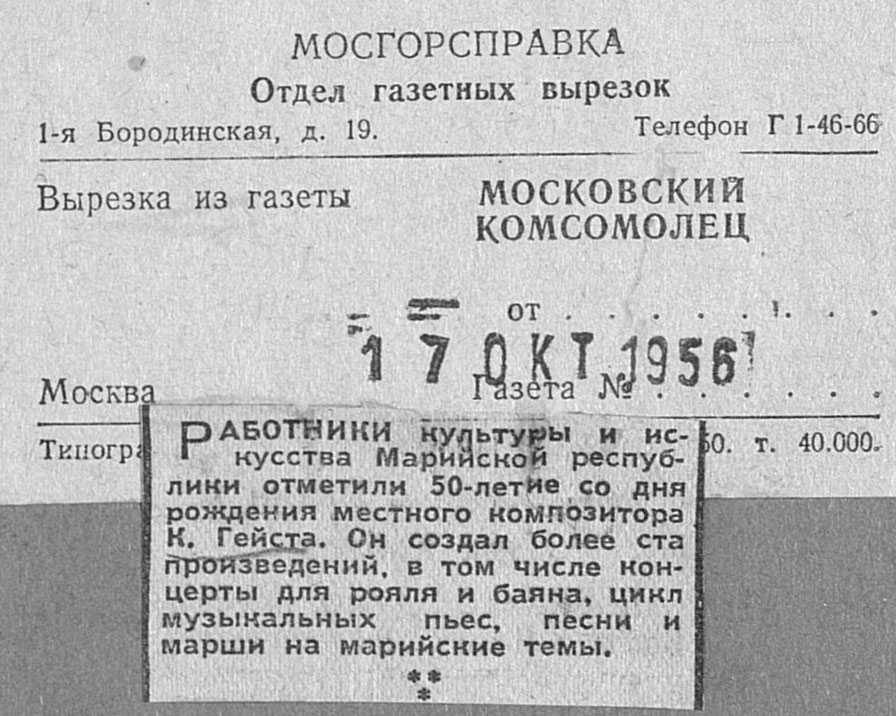 МОСГОРСПРАВКА
Отдел газетных вырезок
1-я Бородинская, д. 19.
Телефон Г 1-46-66
Вырезка из газеты
МОСКОВСКИЙ
КОМСОМОЛЕЦ
от . . . . . . . .
17 ОКТ 1956
Москва
Газета № . . . . . .
50. т. 40.000.
РАБОТНИКИ культуры и ис-
кусства Марийской респуб-
лики отметили 50-летие со дня
рождения местного композитора
К. Гейста. Он создал более ста
произведений, в том числе кон-
церты для рояля и баяна, цикл
музыкальных пьес, песни и
марши на марийские темы.
* *
*